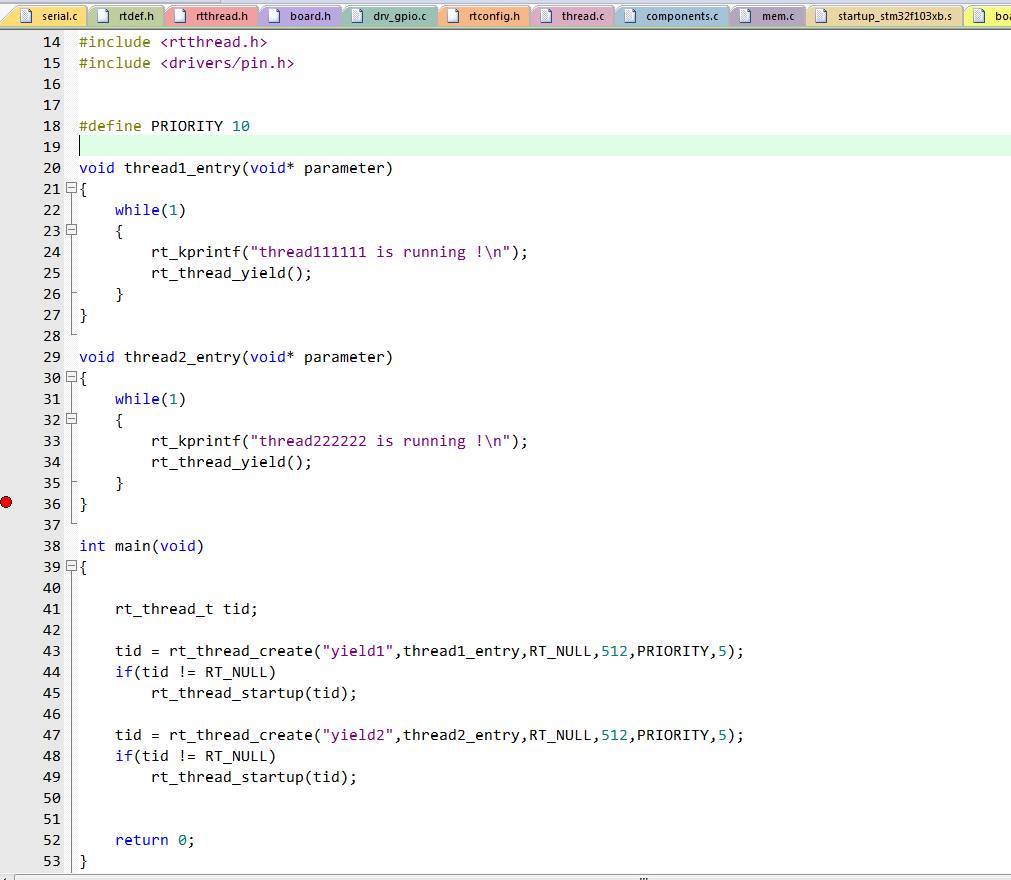 serial.c rtdef.h rtthread.h board.h drv_gpio.c rtconfig.h thread.c components.c mem.c startup_stm32f103xb.s
14 #include <rtthread.h>
15 #include <drivers/pin.h>
16
17
18 #define PRIORITY 10
19
20 void thread1_entry(void* parameter)
21 {
22     while(1)
23     {
24         rt_kprintf("thread111111 is running !\n");
25         rt_thread_yield();
26     }
27 }
28
29 void thread2_entry(void* parameter)
30 {
31     while(1)
32     {
33         rt_kprintf("thread222222 is running !\n");
34         rt_thread_yield();
35     }
36 }
37
38 int main(void)
39 {
40
41     rt_thread_t tid;
42
43     tid = rt_thread_create("yield1",thread1_entry,RT_NULL,512,PRIORITY,5);
44     if(tid != RT_NULL)
45         rt_thread_startup(tid);
46
47     tid = rt_thread_create("yield2",thread2_entry,RT_NULL,512,PRIORITY,5);
48     if(tid != RT_NULL)
49         rt_thread_startup(tid);
50
51
52     return 0;
53 }